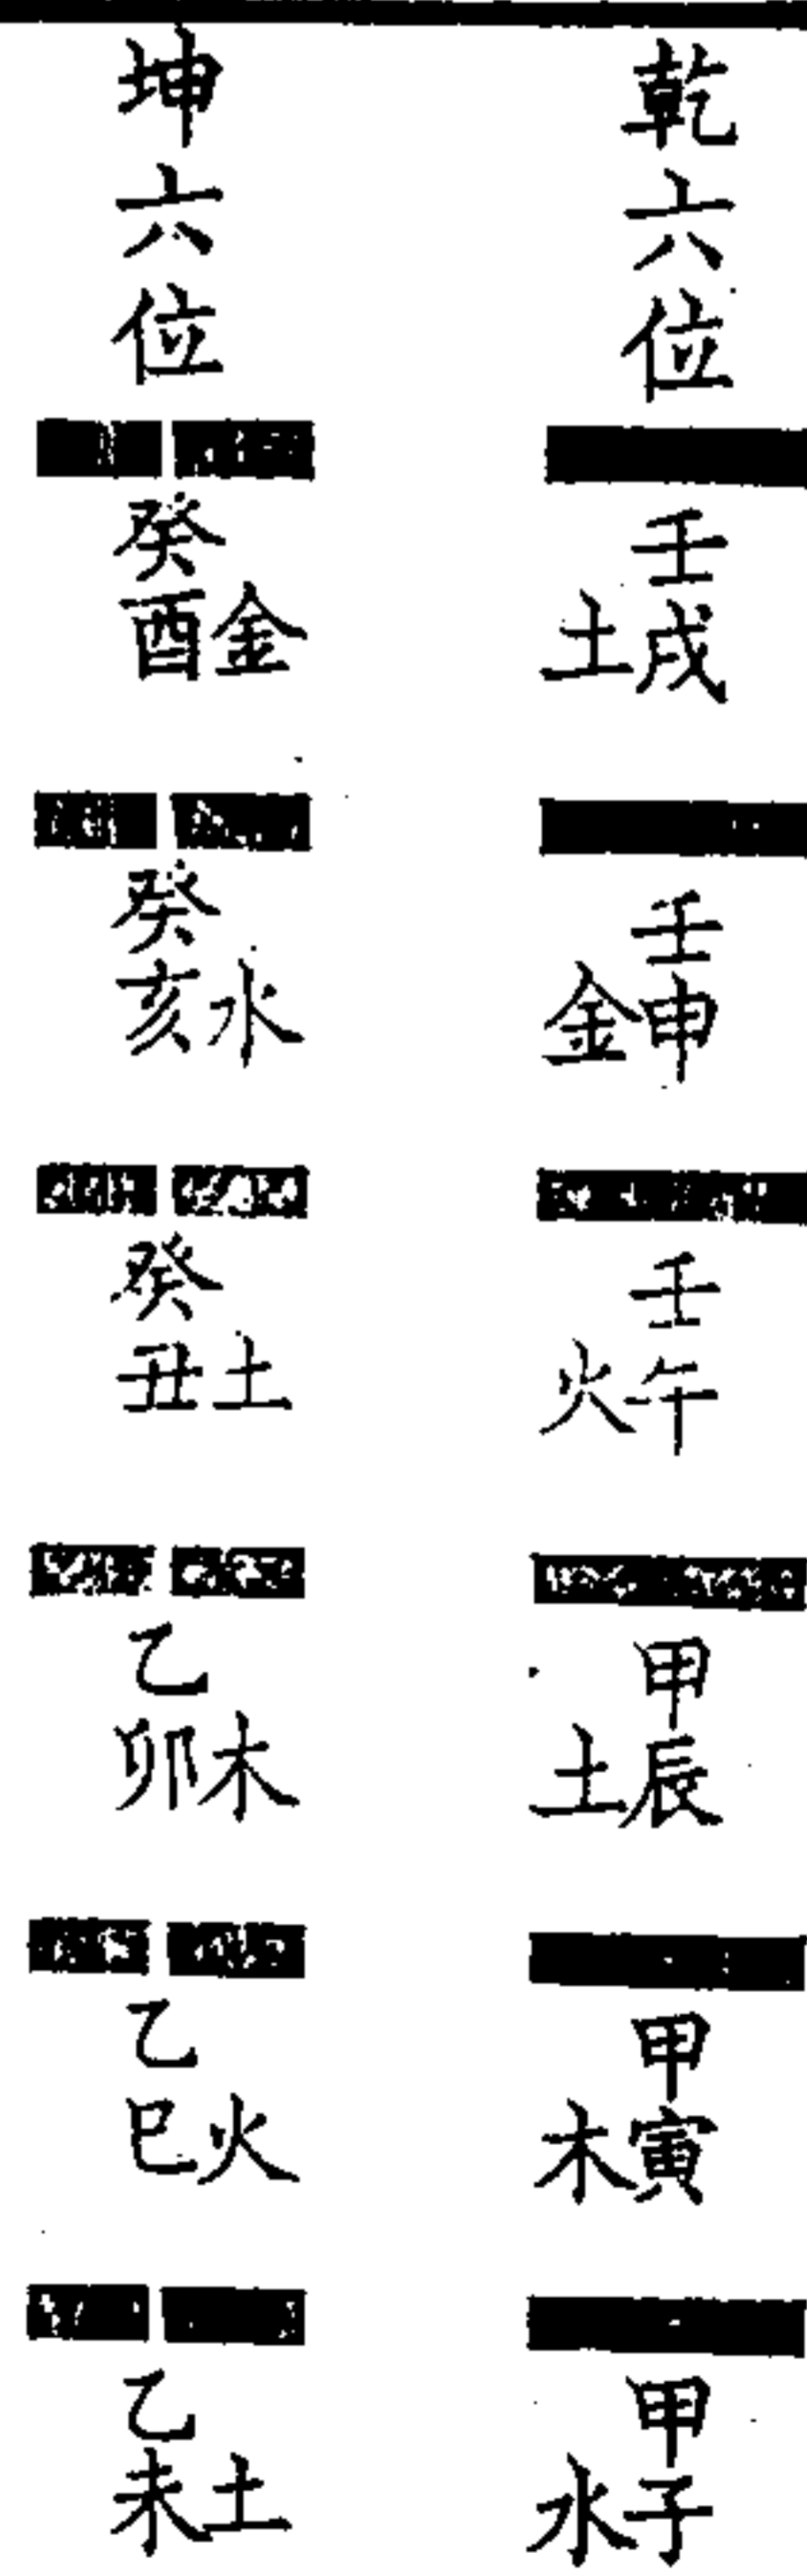 乾六位
壬
戌土
壬
申金
壬
午火
甲
辰土
甲
寅木
甲
子水
坤六位
癸
酉金
癸
亥水
癸
丑土
乙
卯木
乙
巳火
乙
未土